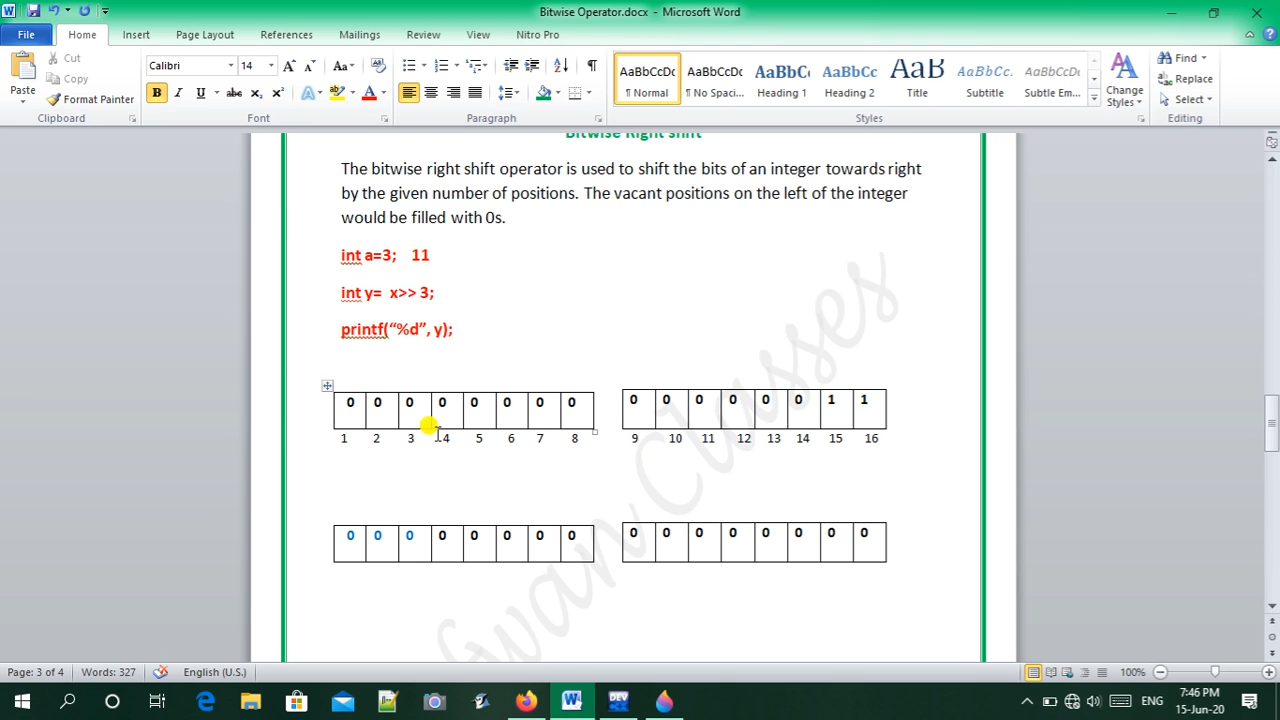 Bitwise Operator.docx - Microsoft Word
File Home Insert Page Layout References Mailings Review View Nitro Pro
Paste
Cut
Copy
Format Painter
Clipboard
Calibri 14
B I U abc x₂ x² A A
Font
Paragraph
AaBbCcDc AaBbCcDc AaBbC AaBbCc AaB AaBbCc. AaBbCcDc
¶ Normal ¶ No Spaci... Heading 1 Heading 2 Title Subtitle Subtle Em...
Styles
Change Styles
Find
Replace
Select
Editing
Bitwise Right shift
The bitwise right shift operator is used to shift the bits of an integer towards right
by the given number of positions. The vacant positions on the left of the integer
would be filled with 0s.
int a=3; 11
int y= x>> 3;
printf("%d", y);
0 0 0 0 0 0 0 0 0 0 0 0 0 0 1 1
1 2 3 4 5 6 7 8 9 10 11 12 13 14 15 16
0 0 0 0 0 0 0 0 0 0 0 0 0 0 0 0
wan Classes
Page: 3 of 4 Words: 327 English (U.S.) 100%
DEV
ENG
7:46 PM
15-Jun-20